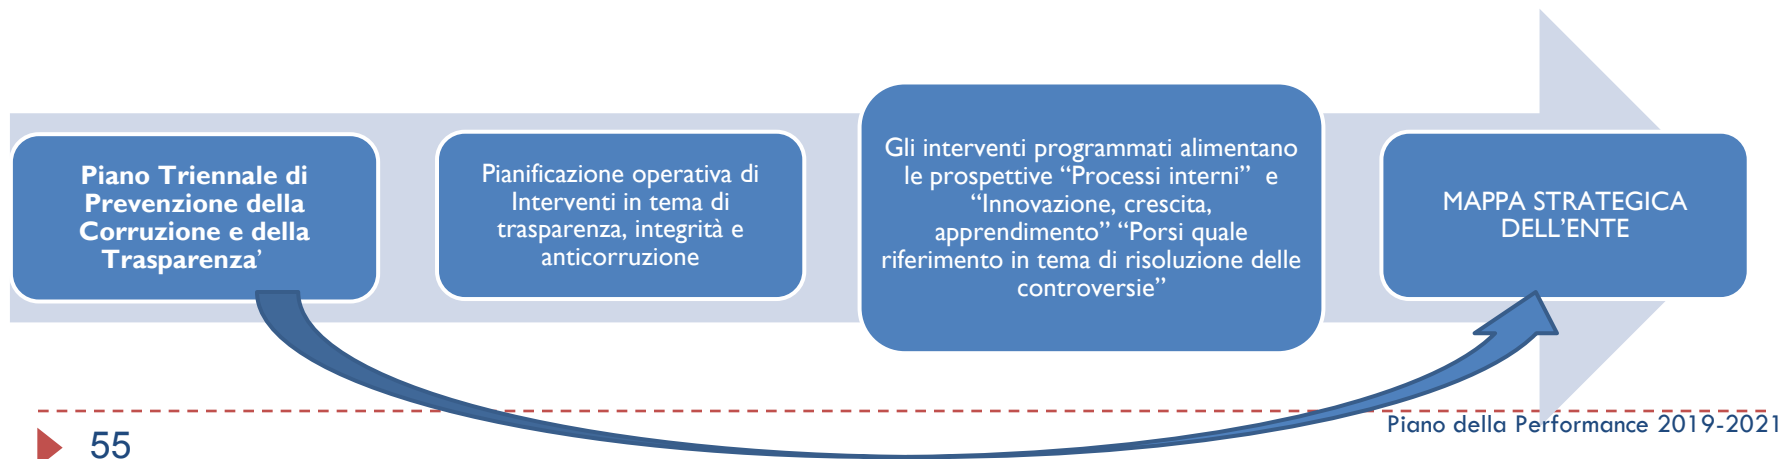 Piano Triennale di
Prevenzione della
Corruzione e della
Trasparenza’
Pianificazione operativa di
Interventi in tema di
trasparenza, integrità e
anticorruzione
Gli interventi programmati alimentano
le prospettive “Processi interni” e
“Innovazione, crescita,
apprendimento” “Porsi quale
riferimento in tema di risoluzione delle
controversie”
MAPPA STRATEGICA
DELL’ENTE
Piano della Performance 2019-2021
55